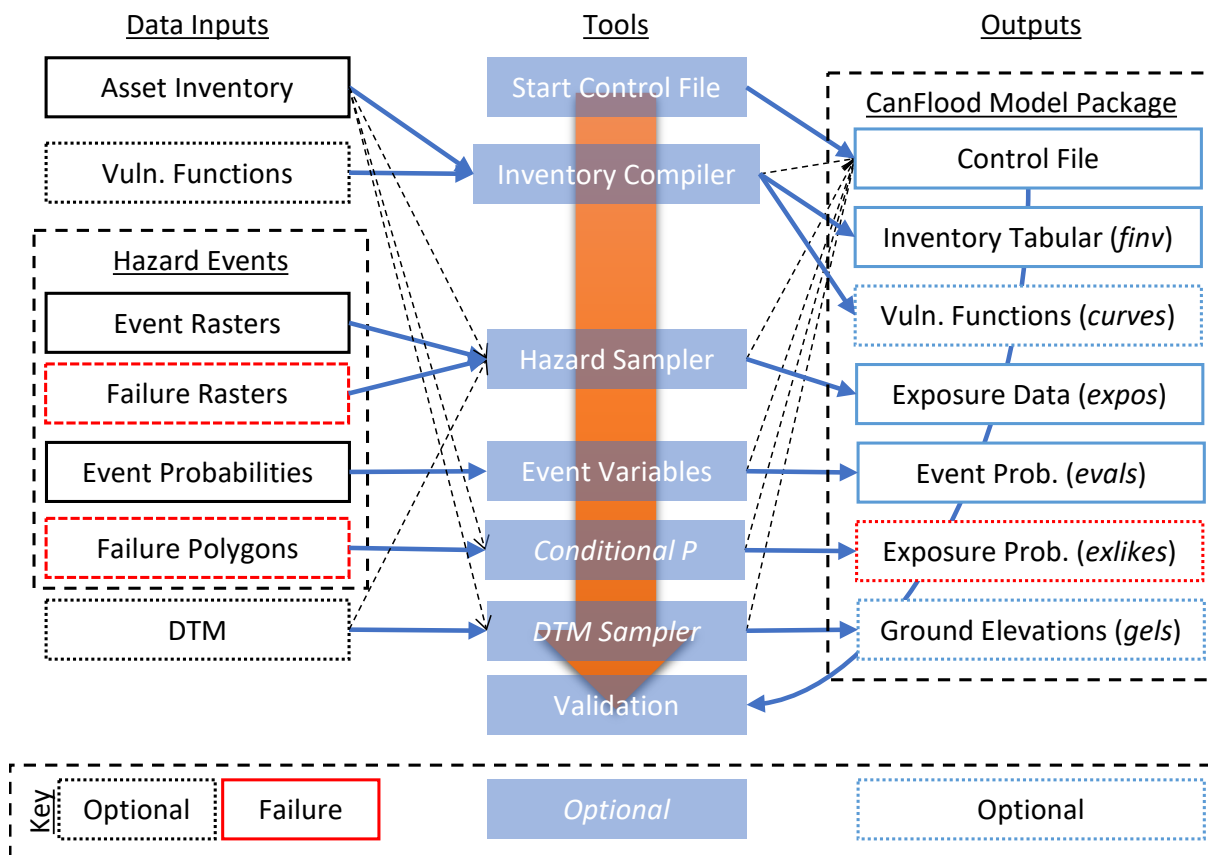 Data Inputs
Tools
Outputs
Asset Inventory
Start Control File
CanFlood Model Package
Control File
Vuln. Functions
Inventory Compiler
Inventory Tabular (finv)
Hazard Events
Vuln. Functions (curves)
Event Rasters
Hazard Sampler
Failure Rasters
Exposure Data (expos)
Event Probabilities
Event Variables
Event Prob. (evals)
Failure Polygons
Conditional P
Exposure Prob. (exlikes)
DTM
DTM Sampler
Ground Elevations (gels)
Validation
Key
Optional
Failure
Optional
Optional